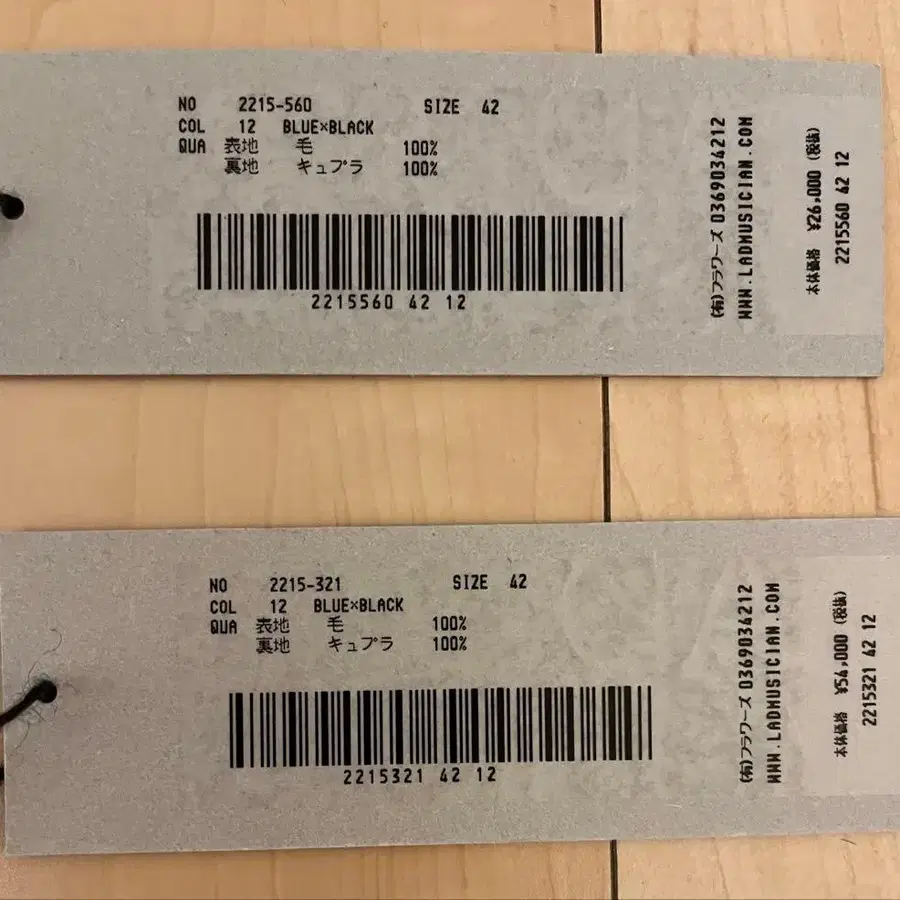 NO 2215-560 SIZE 42
COL 12 BLUE×BLACK
QUA 表地 毛 100%
裏地 キュプラ 100%
2215560 42 12
(有)フラワーズ 0369034212
WWW.LADMUSICIAN.COM
本体価格 ¥26,000 (税抜)
2215560 42 12
NO 2215-321 SIZE 42
COL 12 BLUE×BLACK
QUA 表地 毛 100%
裏地 キュプラ 100%
2215321 42 12
(有)フラワーズ 0369034212
WWW.LADMUSICIAN.COM
本体価格 ¥54,000 (税抜)
2215321 42 12